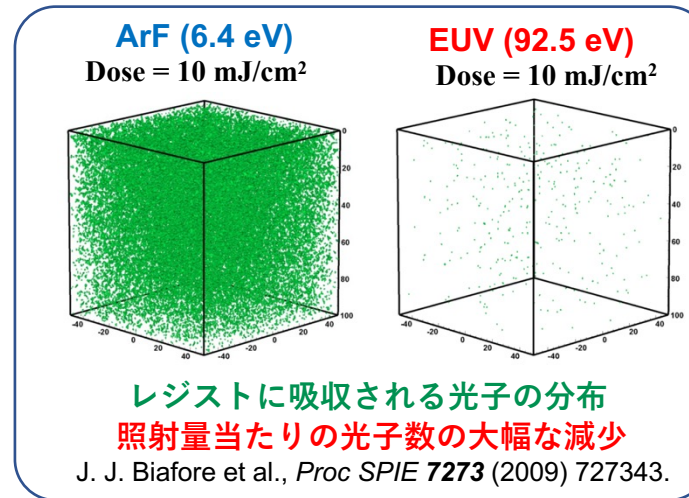 ArF (6.4 eV) EUV (92.5 eV)
Dose = 10 mJ/cm² Dose = 10 mJ/cm²
0 0
20 20
40 40
60 60
80 80
100 100
-40 -20 0 20 40 -40 -20 0 20 40 -40 -20 0 20 40 -40 -20 0 20 40
レジストに吸収される光子の分布
照射量当たりの光子数の大幅な減少
J. J. Biafore et al., Proc SPIE 7273 (2009) 727343.